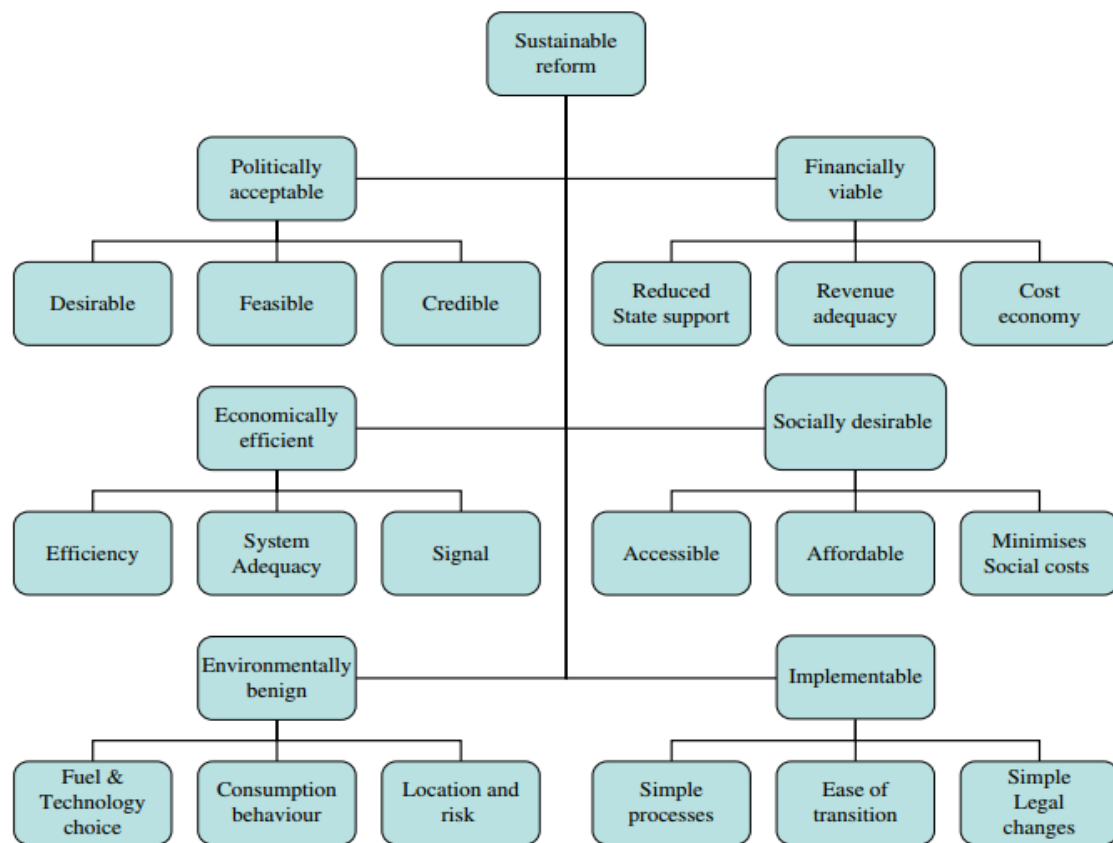 Sustainable
reform
Politically
acceptable
Financially
viable
Desirable
Feasible
Credible
Reduced
State support
Revenue
adequacy
Cost
economy
Economically
efficient
Socially desirable
Efficiency
System
Adequacy
Signal
Accessible
Affordable
Minimises
Social costs
Environmentally
benign
Implementable
Fuel &
Technology
choice
Consumption
behaviour
Location and
risk
Simple
processes
Ease of
transition
Simple
Legal
changes